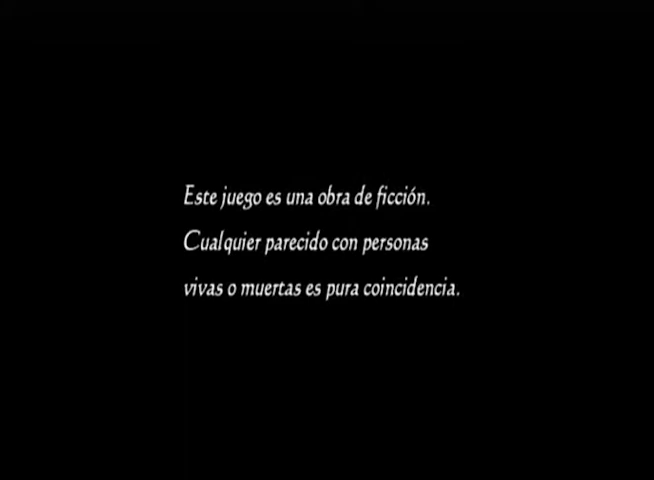 Este juego es una obra de ficción.
Cualquier parecido con personas
vivas o muertas es pura coincidencia.